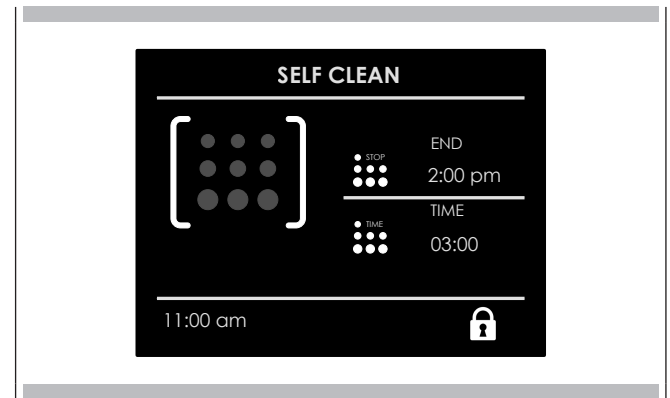 SELF CLEAN
STOP
END
2:00 pm
TIME
TIME
03:00
11:00 am